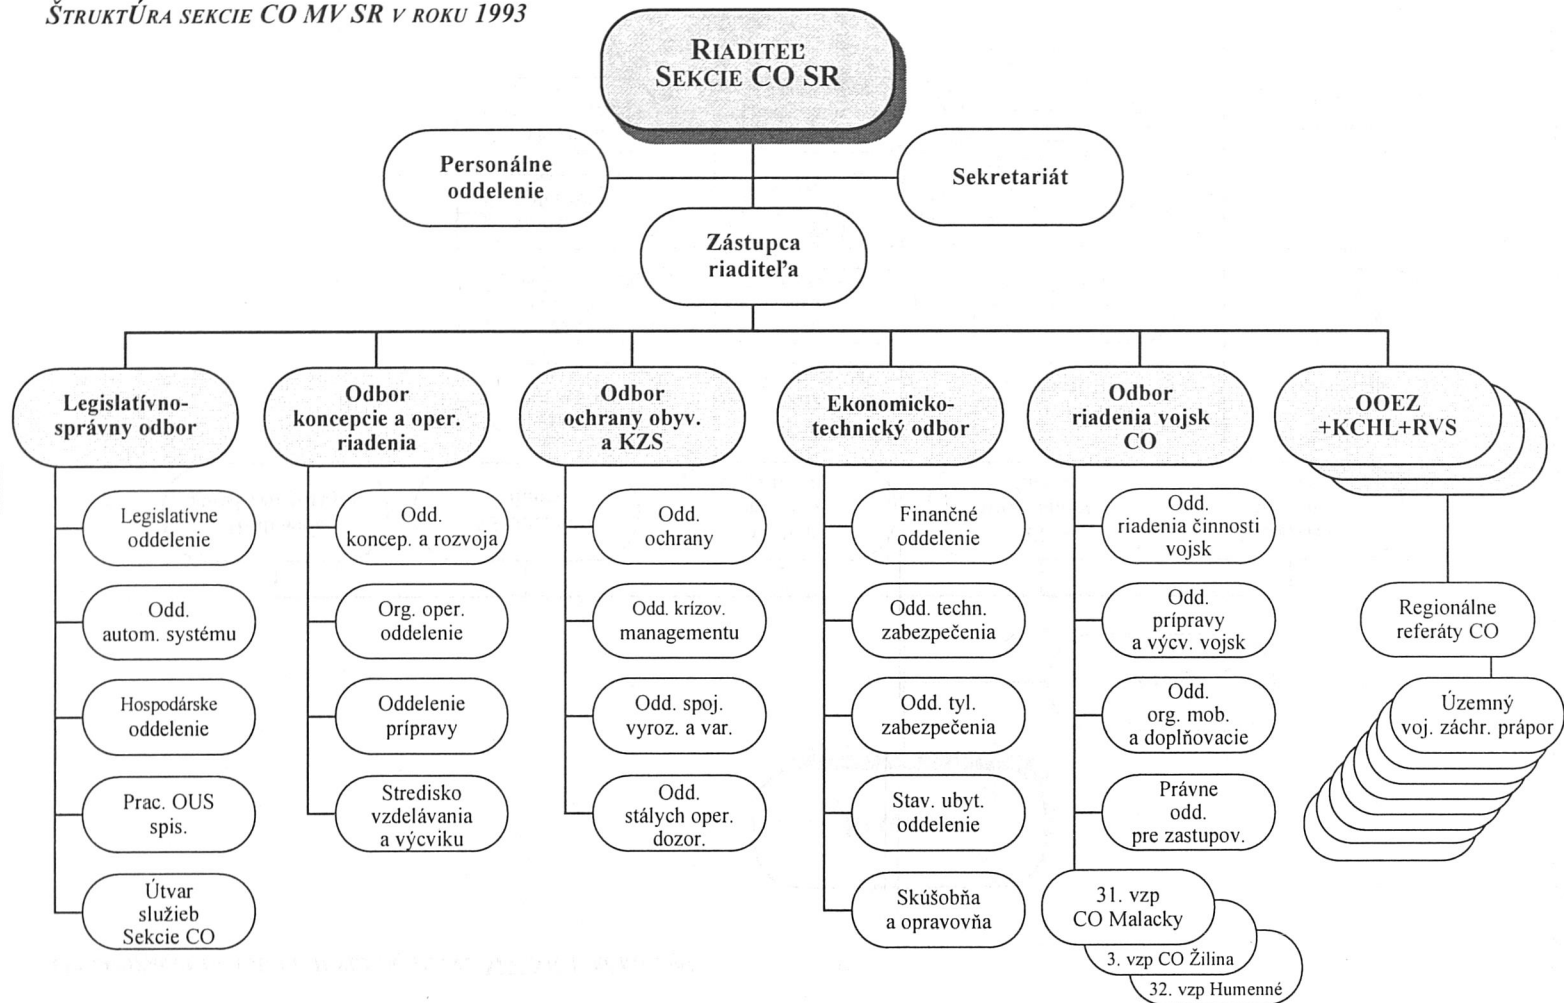 ŠTRUKTÚRA SEKCIE CO MV SR V ROKU 1993
RIADITEĽ
SEKCIE CO SR
Personálne
oddelenie
Sekretariát
Zástupca
riaditeľa
Legislatívno-
správny odbor
Odbor
koncepcie a oper.
riadenia
Odbor
ochrany obyv.
a KZS
Ekonomicko-
technický odbor
Odbor
riadenia vojsk
CO
OOEZ
+KCHL+RVS
Legislatívne
oddelenie
Odd.
autom. systému
Hospodárske
oddelenie
Prac. OUS
spis.
Útvar
služieb
Sekcie CO
Odd.
koncep. a rozvoja
Org. oper.
oddelenie
Oddelenie
prípravy
Stredisko
vzdelávania
a výcviku
Odd.
ochrany
Odd. krízov.
managementu
Odd. spoj.
vyroz. a var.
Odd.
stálych oper.
dozor.
Finančné
oddelenie
Odd. techn.
zabezpečenia
Odd. tyl.
zabezpečenia
Stav. ubyt.
oddelenie
Skúšobňa
a opravovňa
Odd.
riadenia činnosti
vojsk
Odd.
prípravy
a výcv. vojsk
Odd.
org. mob.
a doplňovacie
Právne
odd.
pre zastupov.
31. vzp
CO Malacky
3. vzp CO Žilina
32. vzp Humenné
Regionálne
referáty CO
Územný
voj. záchr. prápor